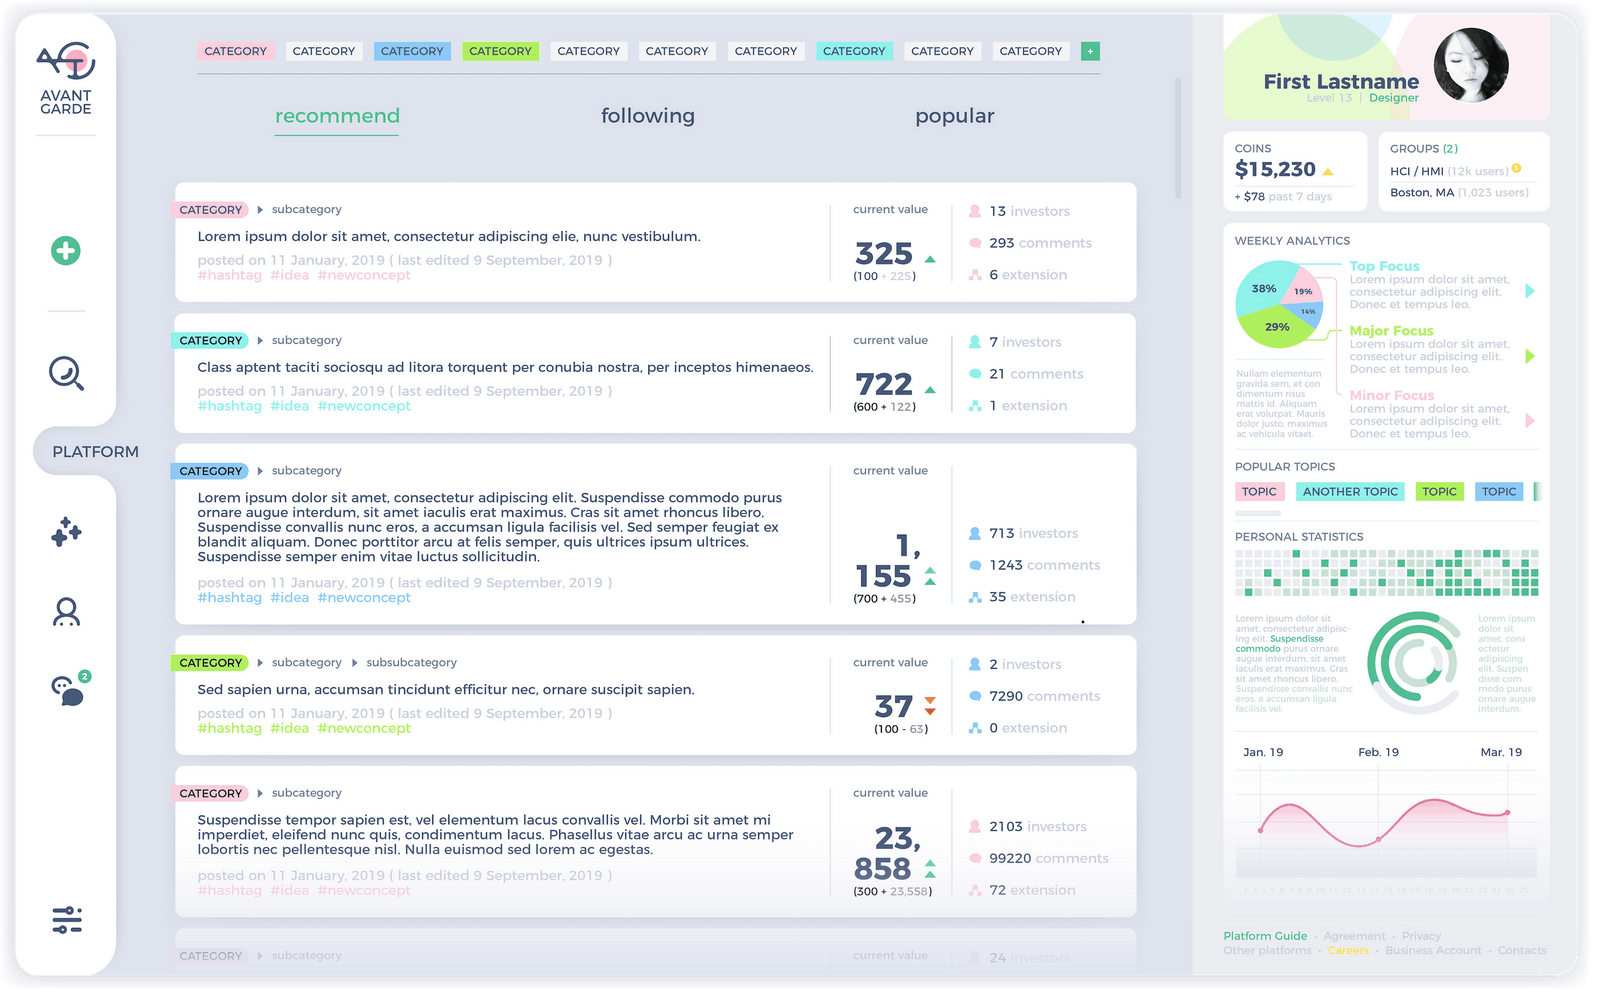 AVANT
GARDE
PLATFORM
2
CATEGORY CATEGORY CATEGORY CATEGORY CATEGORY CATEGORY CATEGORY CATEGORY CATEGORY CATEGORY +
recommend following popular
CATEGORY subcategory
Lorem ipsum dolor sit amet, consectetur adipiscing elie, nunc vestibulum.
posted on 11 January, 2019 ( last edited 9 September, 2019 )
#hashtag #idea #newconcept
current value
325
(100 + 225)
13 investors
293 comments
6 extension
CATEGORY subcategory
Class aptent taciti sociosqu ad litora torquent per conubia nostra, per inceptos himenaeos.
posted on 11 January, 2019 ( last edited 9 September, 2019 )
#hashtag #idea #newconcept
current value
722
(600 + 122)
7 investors
21 comments
1 extension
CATEGORY subcategory
Lorem ipsum dolor sit amet, consectetur adipiscing elit. Suspendisse commodo purus
ornare augue interdum, sit amet iaculis erat maximus. Cras sit amet rhoncus libero.
Suspendisse convallis nunc eros, a accumsan ligula facilisis vel. Sed semper feugiat ex
blandit aliquam. Donec porttitor arcu at felis semper, quis ultrices ipsum ultrices.
Suspendisse semper enim vitae luctus sollicitudin.
posted on 11 January, 2019 ( last edited 9 September, 2019 )
#hashtag #idea #newconcept
current value
1,
155
(700 + 455)
713 investors
1243 comments
35 extension
CATEGORY subcategory subsubcategory
Sed sapien urna, accumsan tincidunt efficitur nec, ornare suscipit sapien.
posted on 11 January, 2019 ( last edited 9 September, 2019 )
#hashtag #idea #newconcept
current value
37
(100 - 63)
2 investors
7290 comments
0 extension
CATEGORY subcategory
Suspendisse tempor sapien est, vel elementum lacus convallis vel. Morbi sit amet mi
imperdiet, eleifend nunc quis, condimentum lacus. Phasellus vitae arcu ac urna semper
lobortis nec pellentesque nisl. Nulla euismod sed lorem ac egestas.
posted on 11 January, 2019 ( last edited 9 September, 2019 )
#hashtag #idea #newconcept
current value
23,
858
(300 + 23,558)
2103 investors
99220 comments
72 extension
CATEGORY subcategory
current value
24 investors
First Lastname
Level 13 | Designer
COINS
$15,230
+ $78 past 7 days
GROUPS (2)
HCI / HMI (12k users)
Boston, MA (1,023 users)
WEEKLY ANALYTICS
38%
19%
14%
29%
Nullam elementum
gravida sem, et con
dimentum risus
mattis id. Aliquam
erat volutpat. Mauris
dolor justo, maximus
ac vehicula vitaet.
Top Focus
Lorem ipsum dolor sit amet,
consectetur adipiscing elit.
Donec et tempus leo.
Major Focus
Lorem ipsum dolor sit amet,
consectetur adipiscing elit.
Donec et tempus leo.
Minor Focus
Lorem ipsum dolor sit amet,
consectetur adipiscing elit.
Donec et tempus leo.
POPULAR TOPICS
TOPIC ANOTHER TOPIC TOPIC TOPIC
PERSONAL STATISTICS
Lorem ipsum dolor sit
amet, consectetur adipisc-
ing elit. Suspendisse
commodo purus ornare
augue interdum, sit amet
iaculis erat maximus. Cras
sit amet rhoncus libero.
Suspendisse convallis nunc
eros, a accumsan ligula
facilisis vel.
Lorem ipsum
dolor sit
amet, cons
ectetur
adipiscing
elit. Suspen
disse com
modo purus
ornare augue
interdum.
Jan. 19 Feb. 19 Mar. 19
Platform Guide - Agreement - Privacy
Other platforms - Careers - Business Account - Contacts